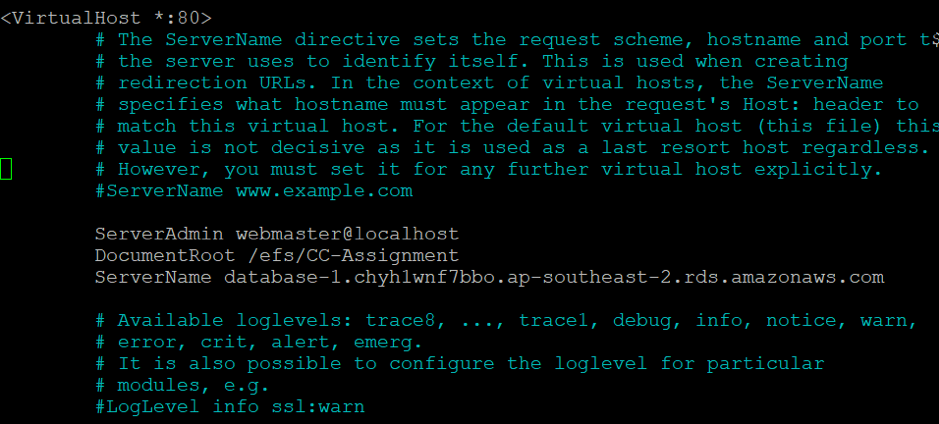 <VirtualHost *:80>
# The ServerName directive sets the request scheme, hostname and port t$
# the server uses to identify itself. This is used when creating
# redirection URLs. In the context of virtual hosts, the ServerName
# specifies what hostname must appear in the request's Host: header to
# match this virtual host. For the default virtual host (this file) this
# value is not decisive as it is used as a last resort host regardless.
# However, you must set it for any further virtual host explicitly.
#ServerName www.example.com
ServerAdmin webmaster@localhost
DocumentRoot /efs/CC-Assignment
ServerName database-1.chyh1wnf7bbo.ap-southeast-2.rds.amazonaws.com
# Available loglevels: trace8, ..., trace1, debug, info, notice, warn,
# error, crit, alert, emerg.
# It is also possible to configure the loglevel for particular
# modules, e.g.
#LogLevel info ssl:warn